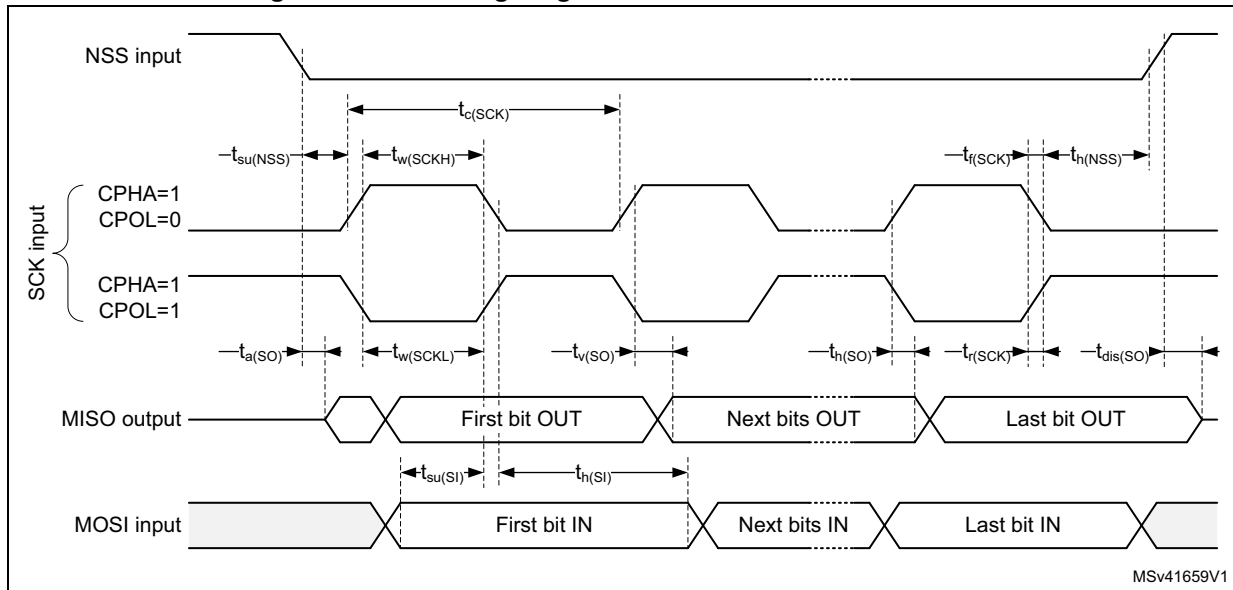 NSS input
tc(SCK)
tsu(NSS)
tw(SCKH)
tf(SCK)
th(NSS)
SCK input
CPHA=1
CPOL=0
CPHA=1
CPOL=1
ta(SO)
tw(SCKL)
tv(SO)
th(SO)
tr(SCK)
tdis(SO)
MISO output
First bit OUT
Next bits OUT
Last bit OUT
tsu(SI)
th(SI)
MOSI input
First bit IN
Next bits IN
Last bit IN
MSv41659V1